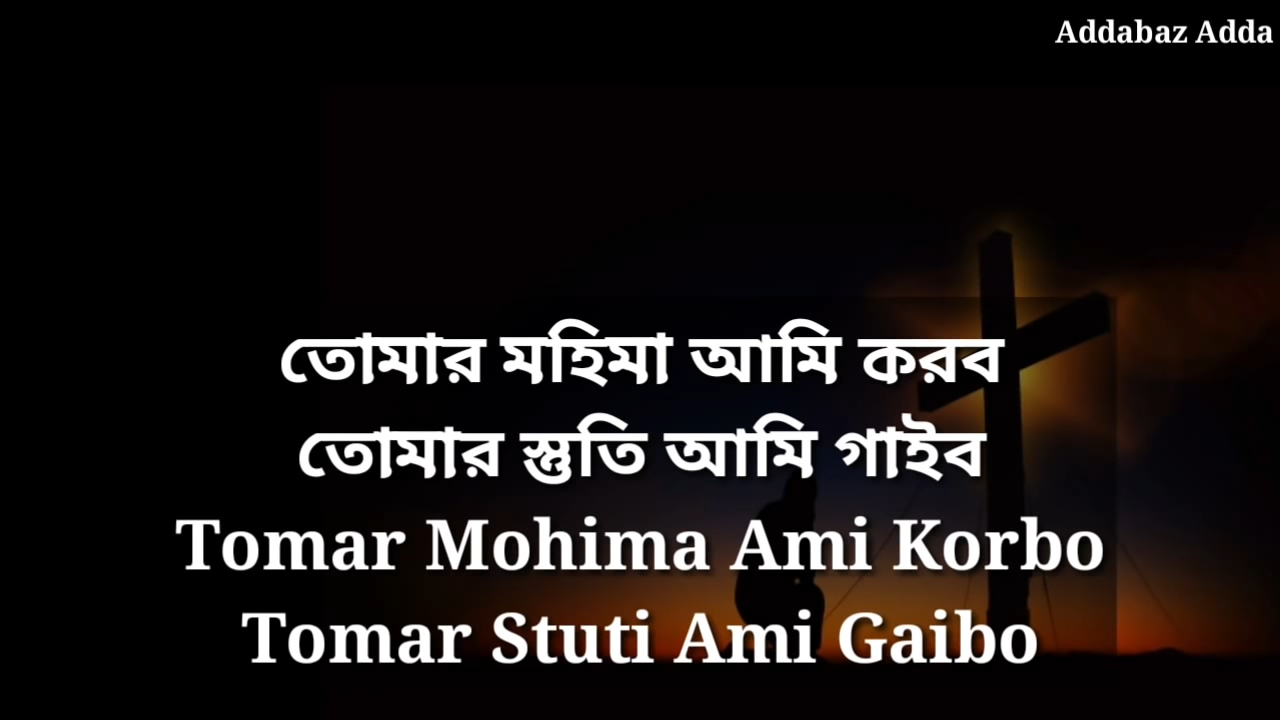 Addabaz Adda
তোমার মহিমা আমি করব
তোমার স্তুতি আমি গাইব
Tomar Mohima Ami Korbo
Tomar Stuti Ami Gaibo